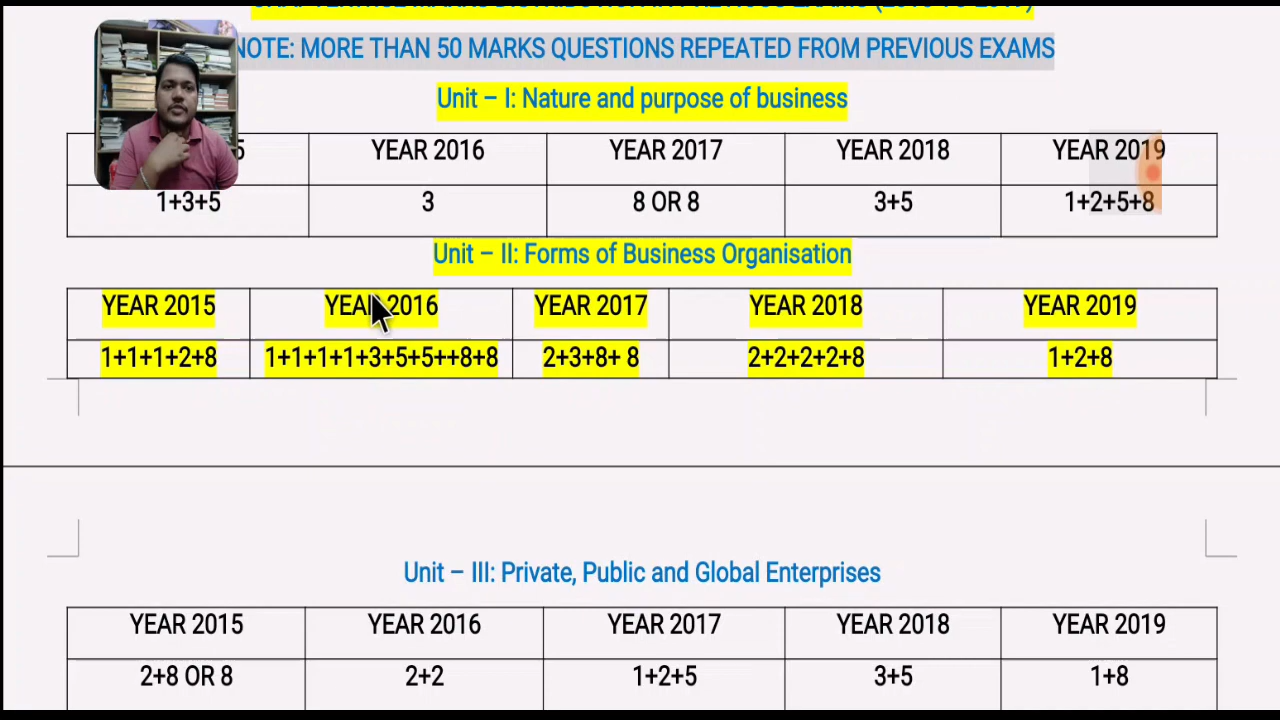 NOTE: MORE THAN 50 MARKS QUESTIONS REPEATED FROM PREVIOUS EXAMS
Unit – I: Nature and purpose of business
YEAR 2016 YEAR 2017 YEAR 2018 YEAR 2019
1+3+5 3 8 OR 8 3+5 1+2+5+8
Unit – II: Forms of Business Organisation
YEAR 2015 YEAR 2016 YEAR 2017 YEAR 2018 YEAR 2019
1+1+1+2+8 1+1+1+1+3+5+5++8+8 2+3+8+ 8 2+2+2+2+8 1+2+8
Unit – III: Private, Public and Global Enterprises
YEAR 2015 YEAR 2016 YEAR 2017 YEAR 2018 YEAR 2019
2+8 OR 8 2+2 1+2+5 3+5 1+8